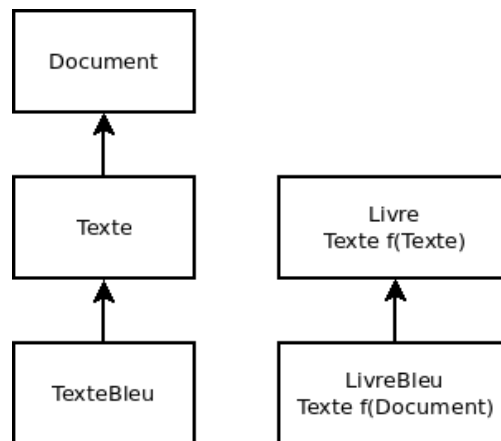 Document
Texte
Livre
Texte f(Texte)
TexteBleu
LivreBleu
Texte f(Document)